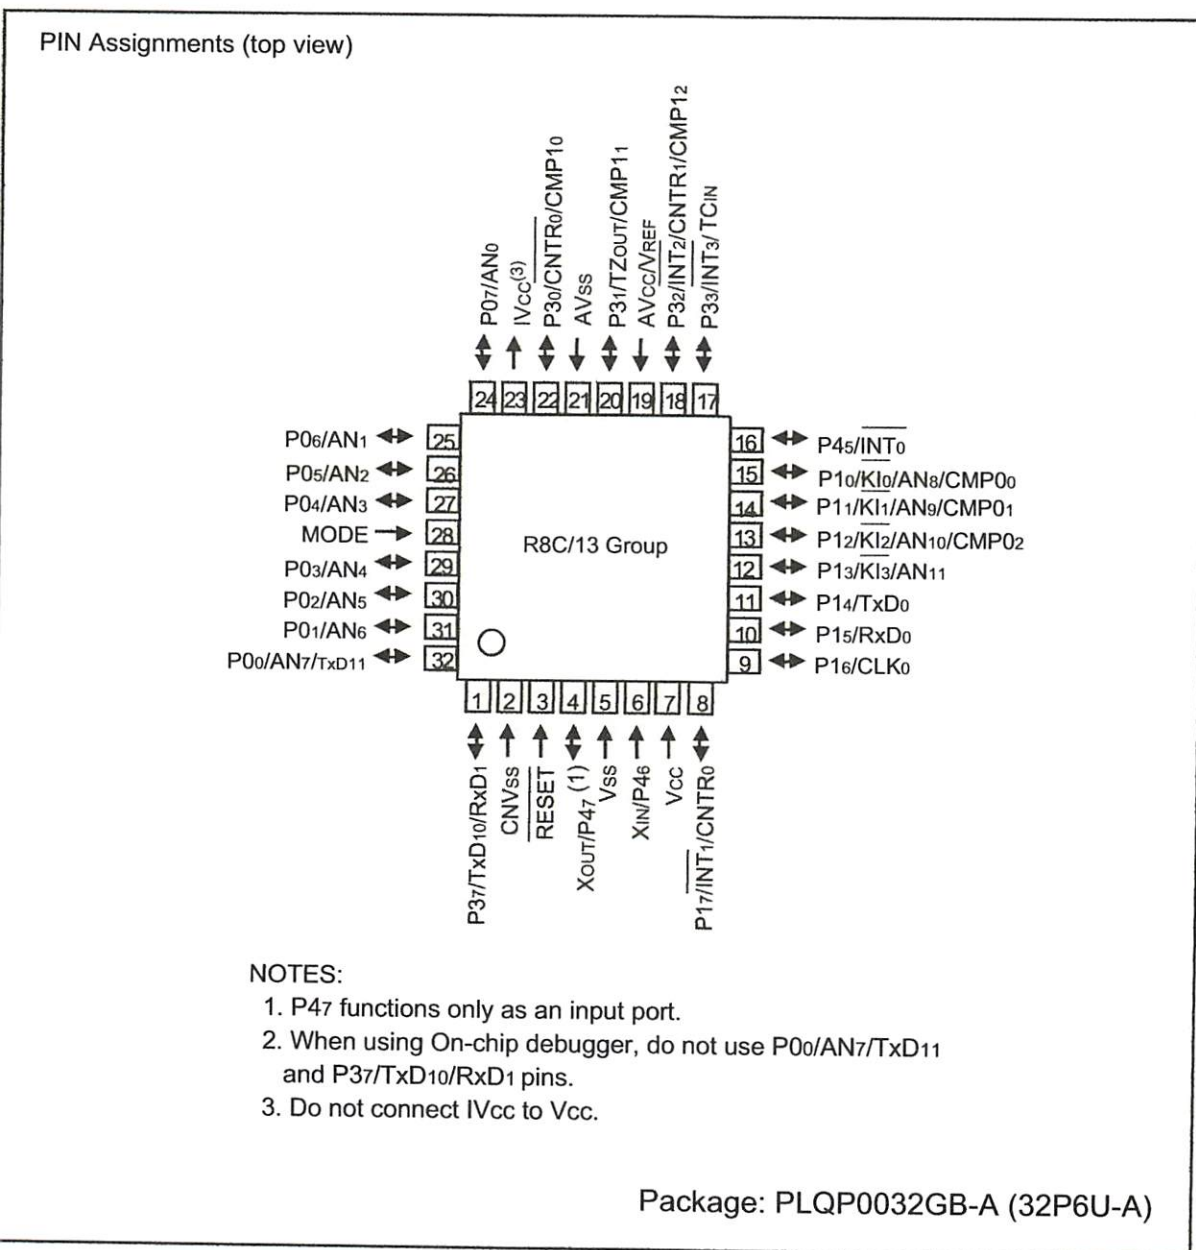 PIN Assignments (top view)
P07/AN0
IVcc(3)
P30/CNTR0/CMP10
AVss
P31/TZOUT/CMP11
AVcc/VREF
P32/INT2/CNTR1/CMP12
P33/INT3/TCIN
24 23 22 21 20 19 18 17
P06/AN1 25
P05/AN2 26
P04/AN3 27
MODE 28
P03/AN4 29
P02/AN5 30
P01/AN6 31
P00/AN7/TxD11 32
R8C/13 Group
16 P45/INT0
15 P10/KI0/AN8/CMP00
14 P11/KI1/AN9/CMP01
13 P12/KI2/AN10/CMP02
12 P13/KI3/AN11
11 P14/TxD0
10 P15/RxD0
9 P16/CLK0
1 2 3 4 5 6 7 8
P37/TxD10/RxD1
CNVss
RESET
XOUT/P47 (1)
Vss
XIN/P46
Vcc
P17/INT1/CNTR0
NOTES:
1. P47 functions only as an input port.
2. When using On-chip debugger, do not use P00/AN7/TxD11
and P37/TxD10/RxD1 pins.
3. Do not connect IVcc to Vcc.
Package: PLQP0032GB-A (32P6U-A)